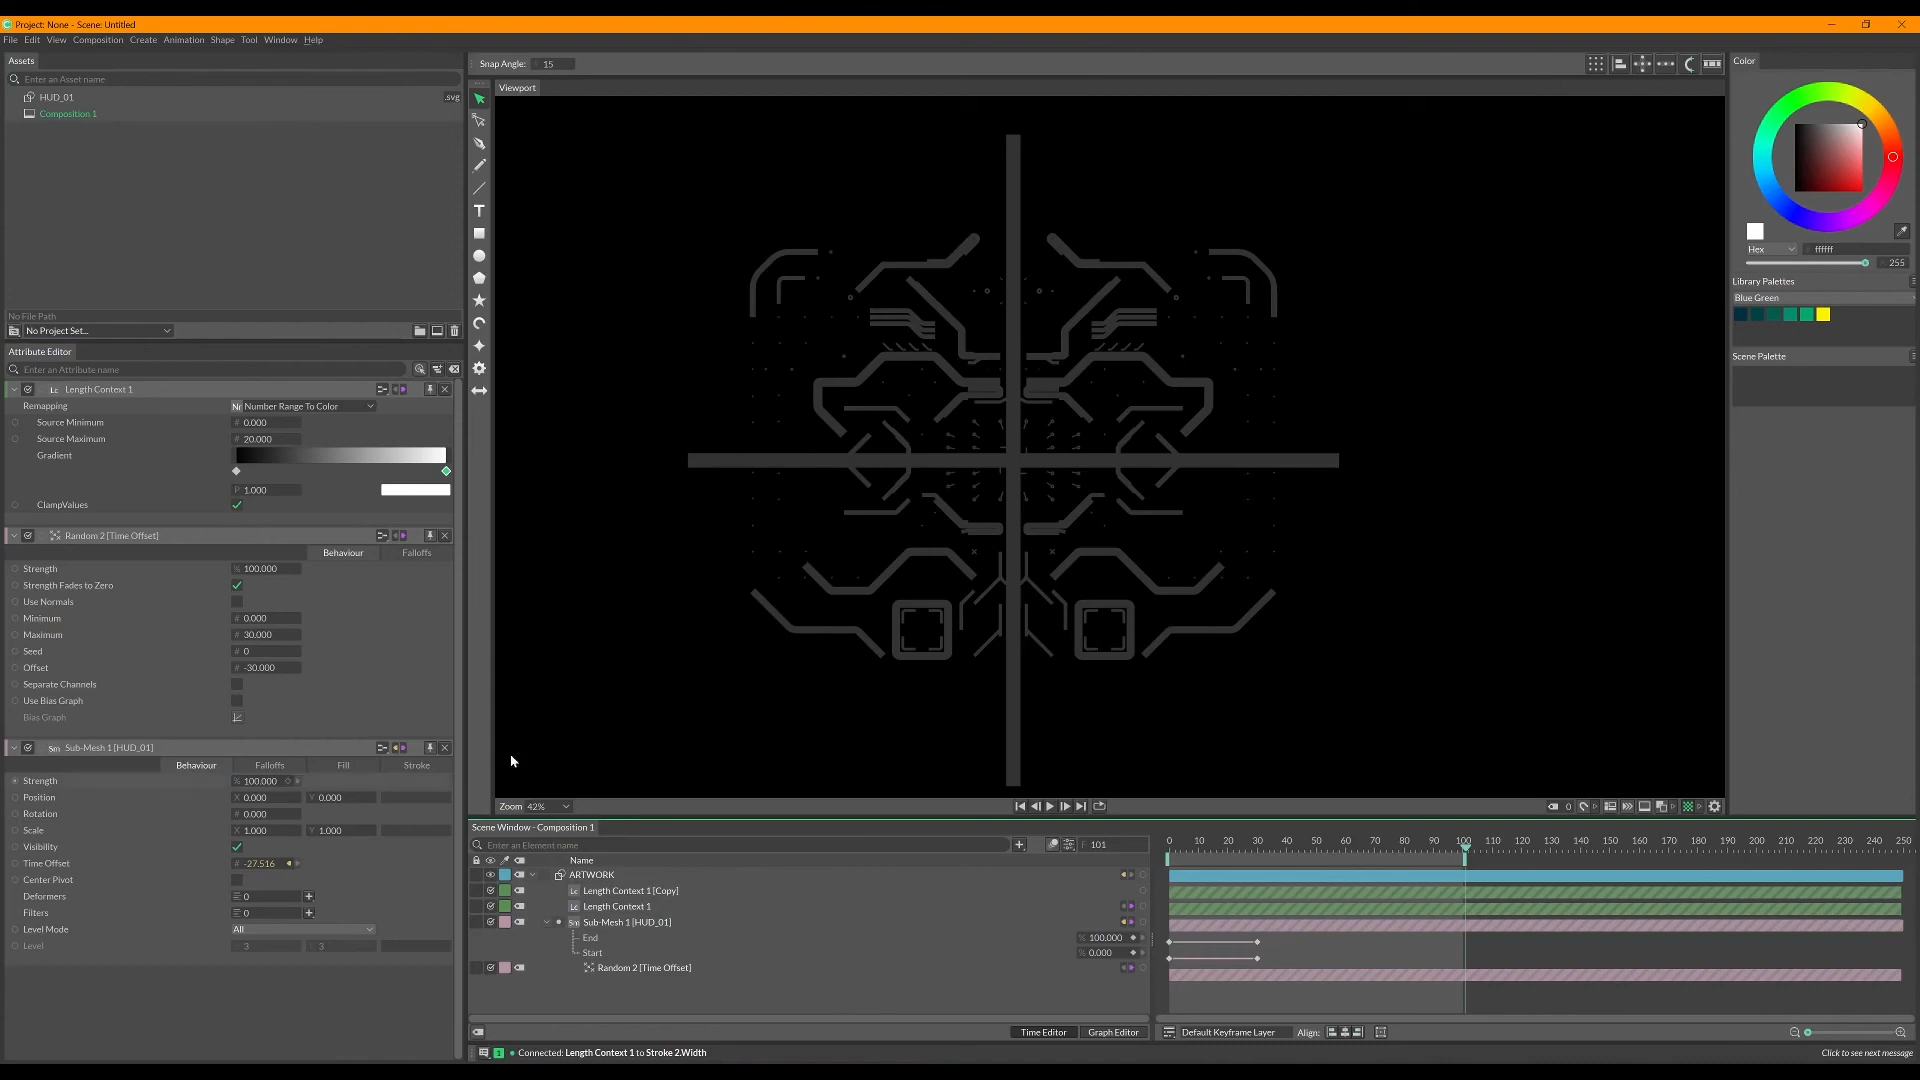 Project: None - Scene: Untitled
File Edit View Composition Create Animation Shape Tool Window Help
Assets
Enter an Asset name
HUD_01 .svg
Composition 1
No File Path
No Project Set...
Attribute Editor
Enter an Attribute name
Lc Length Context 1
Remapping Nr Number Range To Color
Source Minimum # 0.000
Source Maximum # 20.000
Gradient
P 1.000
ClampValues
Random 2 [Time Offset]
Behaviour Falloffs
Strength % 100.000
Strength Fades to Zero
Use Normals
Minimum # 0.000
Maximum # 30.000
Seed # 0
Offset # -30.000
Separate Channels
Use Bias Graph
Bias Graph
Sm Sub-Mesh 1 [HUD_01]
Behaviour Falloffs Fill Stroke
Strength % 100.000
Position X 0.000 Y 0.000
Rotation # 0.000
Scale X 1.000 Y 1.000
Visibility
Time Offset # -27.516
Center Pivot
Deformers 0
Filters 0
Level Mode All
Level 3 3
Snap Angle: 15
Viewport
Zoom 42%
0
Scene Window - Composition 1
Enter an Element name
F 101
Name
ARTWORK
Lc Length Context 1 [Copy]
Lc Length Context 1
Sm Sub-Mesh 1 [HUD_01]
End % 100.000
Start % 0.000
Random 2 [Time Offset]
0 10 20 30 40 50 60 70 80 90 100 110 120 130 140 150 160 170 180 190 200 210 220 230 240 250
Time Editor Graph Editor
Default Keyframe Layer Align:
1 Connected: Length Context 1 to Stroke 2.Width
Click to see next message
Color
Hex ffffff
255
Library Palettes
Blue Green
Scene Palette